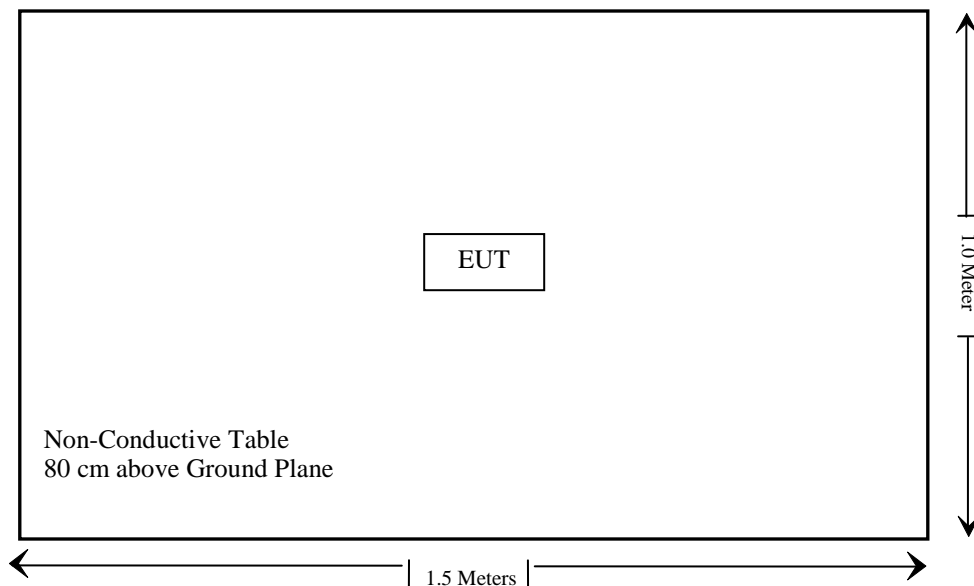 EUT
1.0 Meter
Non-Conductive Table
80 cm above Ground Plane
1.5 Meters